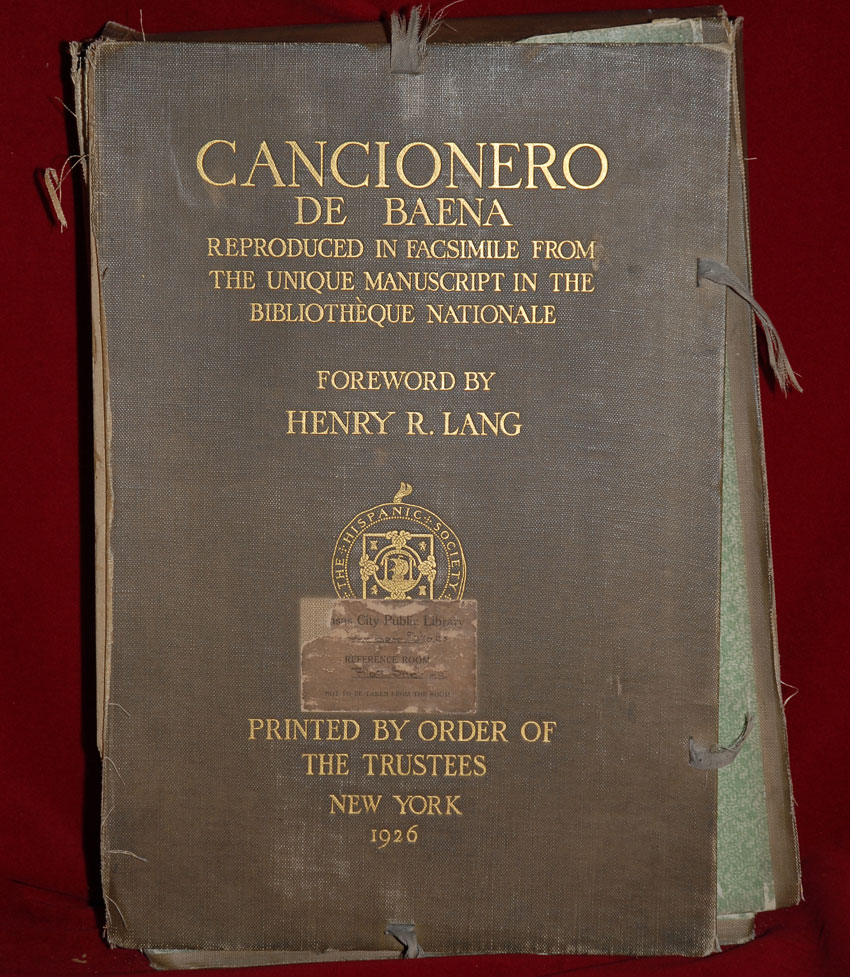 CANCIONERO
DE BAENA
REPRODUCED IN FACSIMILE FROM
THE UNIQUE MANUSCRIPT IN THE
BIBLIOTHÈQUE NATIONALE
FOREWORD BY
HENRY R. LANG
THE HISPANIC SOCIETY
City Public Library
REFERENCE ROOM
NOT TO BE TAKEN FROM THE ROOM
PRINTED BY ORDER OF
THE TRUSTEES
NEW YORK
1926